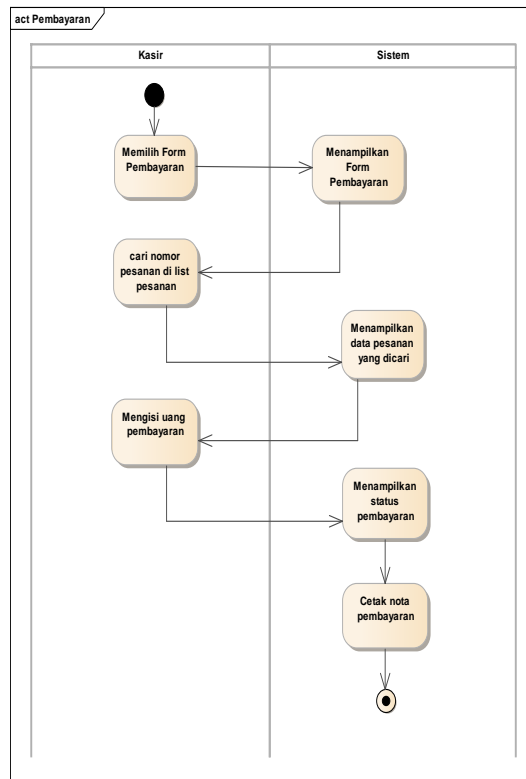 act Pembayaran
Kasir
Sistem
Memilih Form
Pembayaran
Menampilkan
Form
Pembayaran
cari nomor
pesanan di list
pesanan
Menampilkan
data pesanan
yang dicari
Mengisi uang
pembayaran
Menampilkan
status
pembayaran
Cetak nota
pembayaran